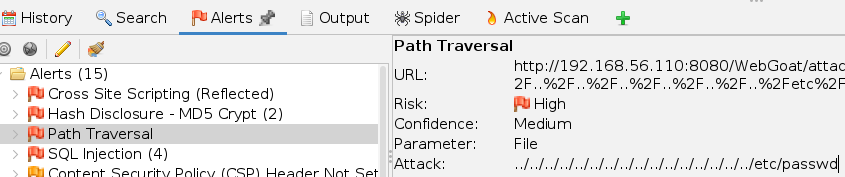 History Search Alerts Output Spider Active Scan
Alerts (15)
Cross Site Scripting (Reflected)
Hash Disclosure - MD5 Crypt (2)
Path Traversal
SQL Injection (4)
Content Security Policy (CSP) Header Not Set
Path Traversal
URL: http://192.168.56.110:8080/WebGoat/attac
2F..%2F..%2F..%2F..%2F..%2F..%2Fetc%2F
Risk: High
Confidence: Medium
Parameter: File
Attack: ../../../../../../../../../../../../../../../../etc/passwd